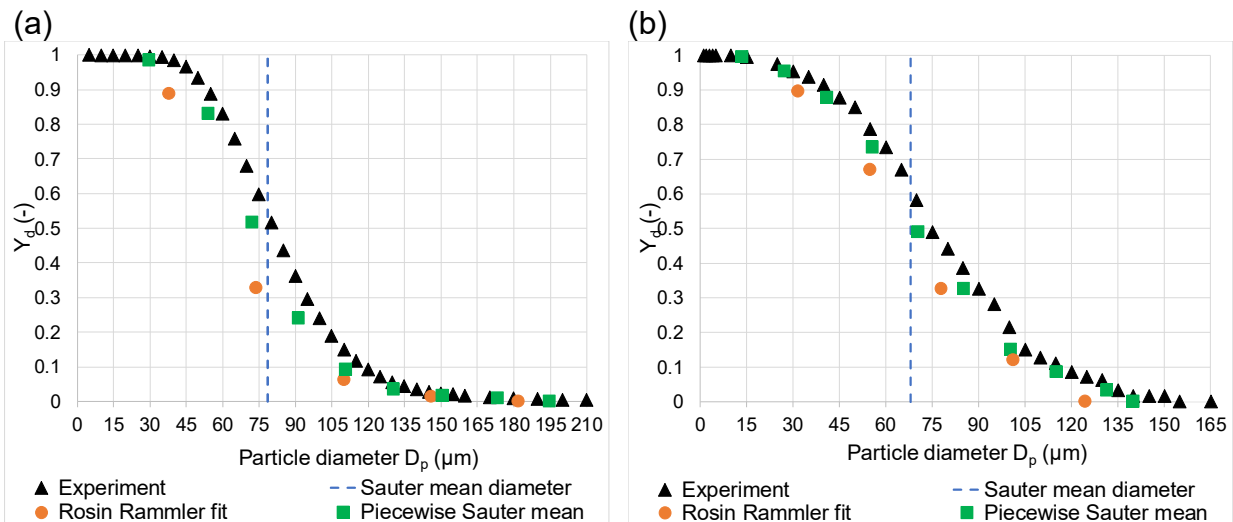 (a)
1
0.9
0.8
0.7
0.6
0.5
0.4
0.3
0.2
0.1
0
Y_d (-)
0 15 30 45 60 75 90 105 120 135 150 165 180 195 210
Particle diameter D_p (μm)
Experiment
Sauter mean diameter
Rosin Rammler fit
Piecewise Sauter mean
(b)
1
0.9
0.8
0.7
0.6
0.5
0.4
0.3
0.2
0.1
0
Y_d (-)
0 15 30 45 60 75 90 105 120 135 150 165
Particle diameter D_p (μm)
Experiment
Sauter mean diameter
Rosin Rammler fit
Piecewise Sauter mean